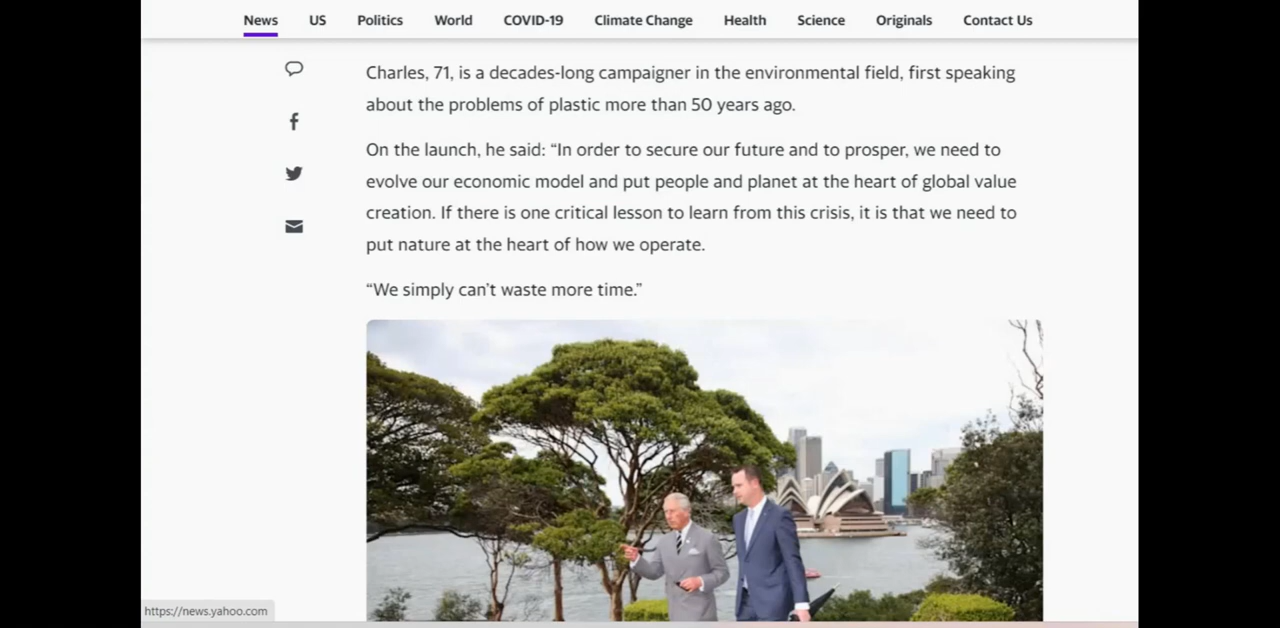 News US Politics World COVID-19 Climate Change Health Science Originals Contact Us
Charles, 71, is a decades-long campaigner in the environmental field, first speaking
about the problems of plastic more than 50 years ago.
On the launch, he said: “In order to secure our future and to prosper, we need to
evolve our economic model and put people and planet at the heart of global value
creation. If there is one critical lesson to learn from this crisis, it is that we need to
put nature at the heart of how we operate.
“We simply can’t waste more time.”
https://news.yahoo.com